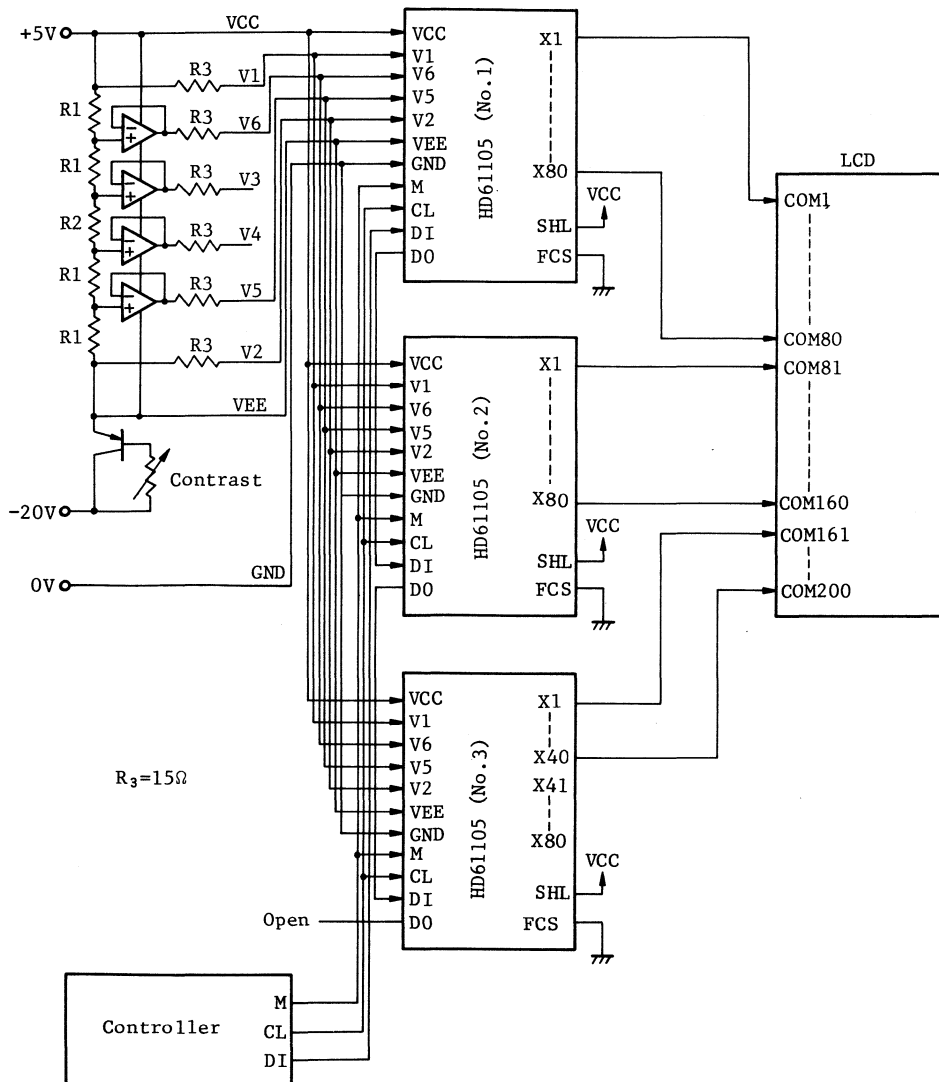 +5V
VCC
R3
V1
R1
R3
V6
R1
R3
V3
R2
R3
V4
R1
R3
V5
R1
R3
V2
VEE
Contrast
-20V
0V
GND
R3=15Ω
HD61105 (No.1)
VCC
V1
V6
V5
V2
VEE
GND
M
CL
DI
DO
X1
X80
SHL
FCS
VCC
HD61105 (No.2)
VCC
V1
V6
V5
V2
VEE
GND
M
CL
DI
DO
X1
X80
SHL
FCS
VCC
HD61105 (No.3)
VCC
V1
V6
V5
V2
VEE
GND
M
CL
DI
DO
Open
X1
X40
X41
X80
SHL
FCS
VCC
LCD
COM1
COM80
COM81
COM160
COM161
COM200
Controller
M
CL
DI